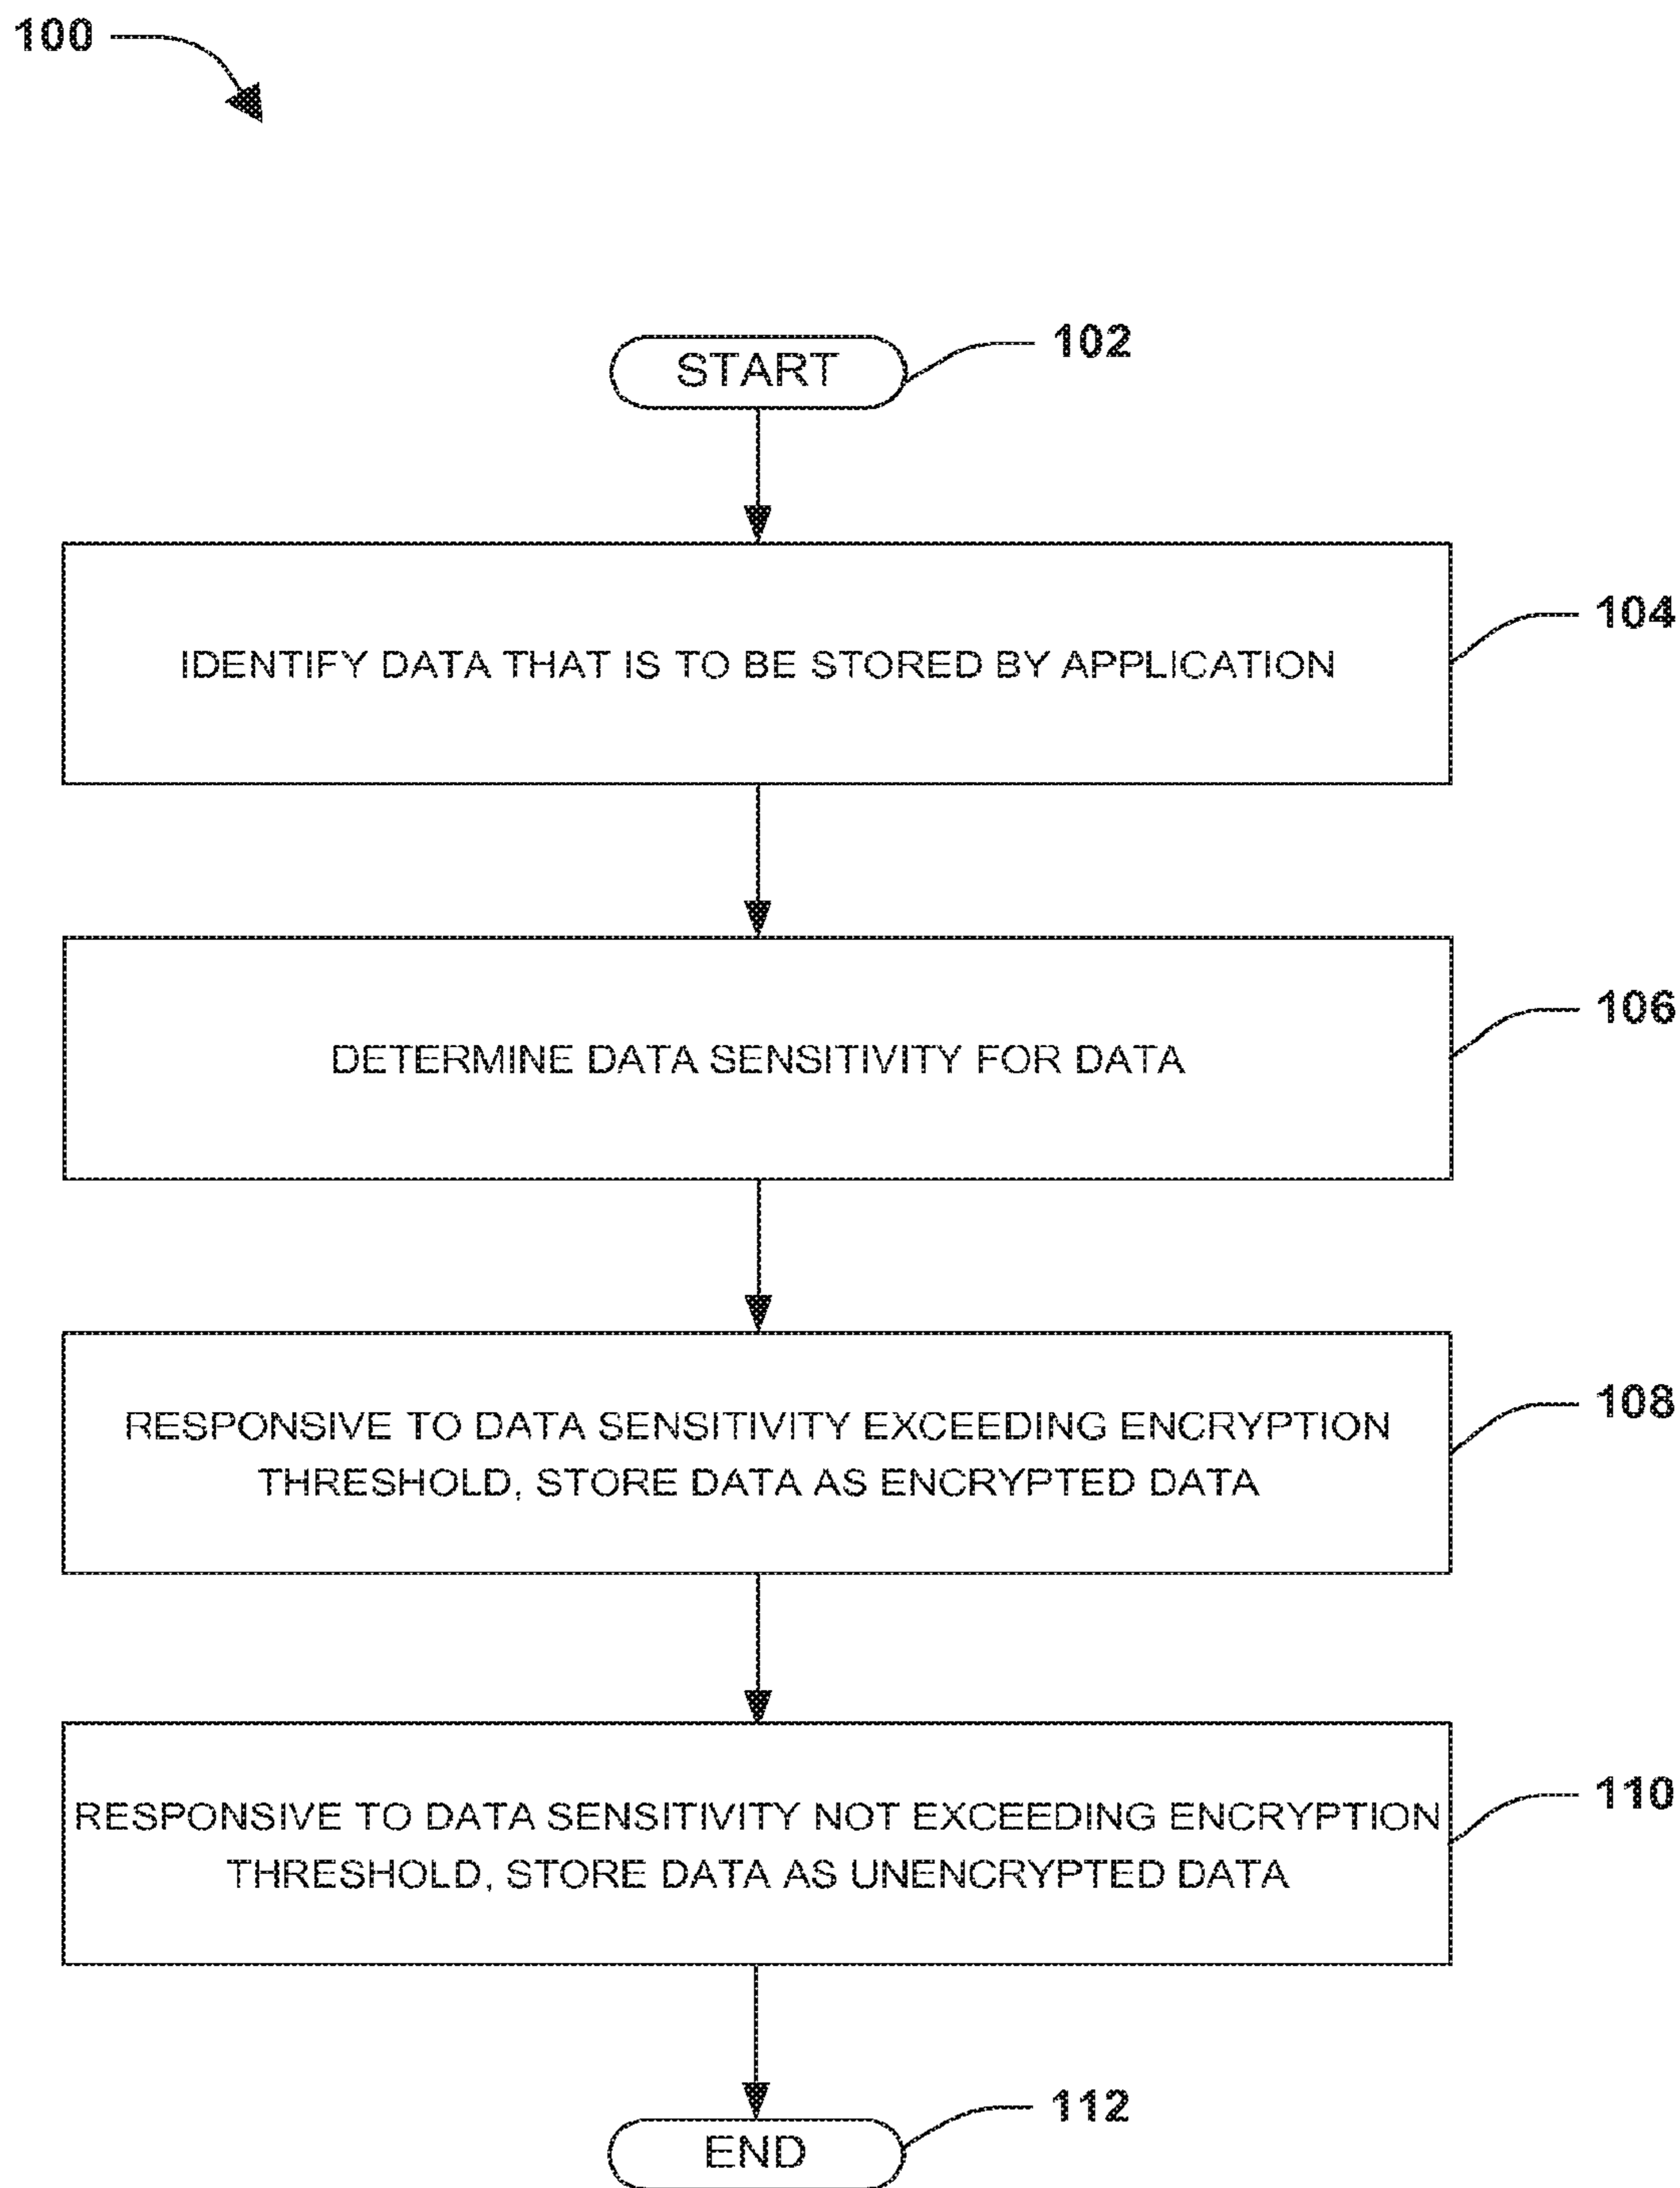 100
START
102
IDENTIFY DATA THAT IS TO BE STORED BY APPLICATION
104
DETERMINE DATA SENSITIVITY FOR DATA
106
RESPONSIVE TO DATA SENSITIVITY EXCEEDING ENCRYPTION
THRESHOLD, STORE DATA AS ENCRYPTED DATA
108
RESPONSIVE TO DATA SENSITIVITY NOT EXCEEDING ENCRYPTION
THRESHOLD, STORE DATA AS UNENCRYPTED DATA
110
END
112